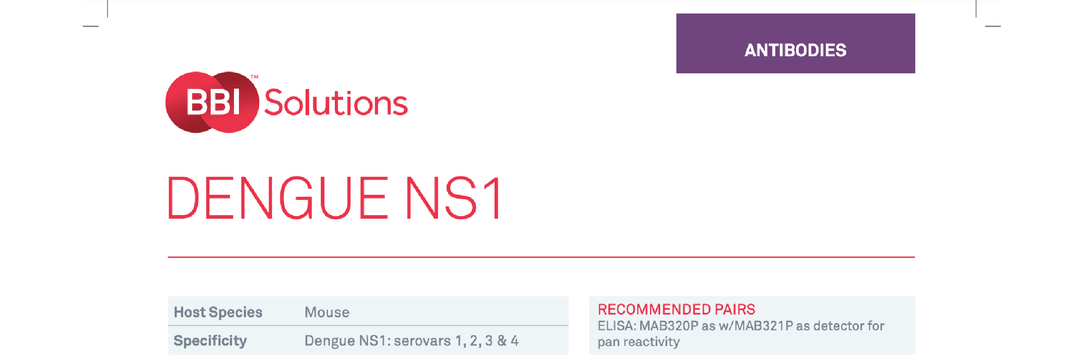 ANTIBODIES
BBI™ Solutions
DENGUE NS1
Host Species Mouse
Specificity Dengue NS1: serovars 1, 2, 3 & 4
RECOMMENDED PAIRS
ELISA: MAB320P as w/MAB321P as detector for
pan reactivity